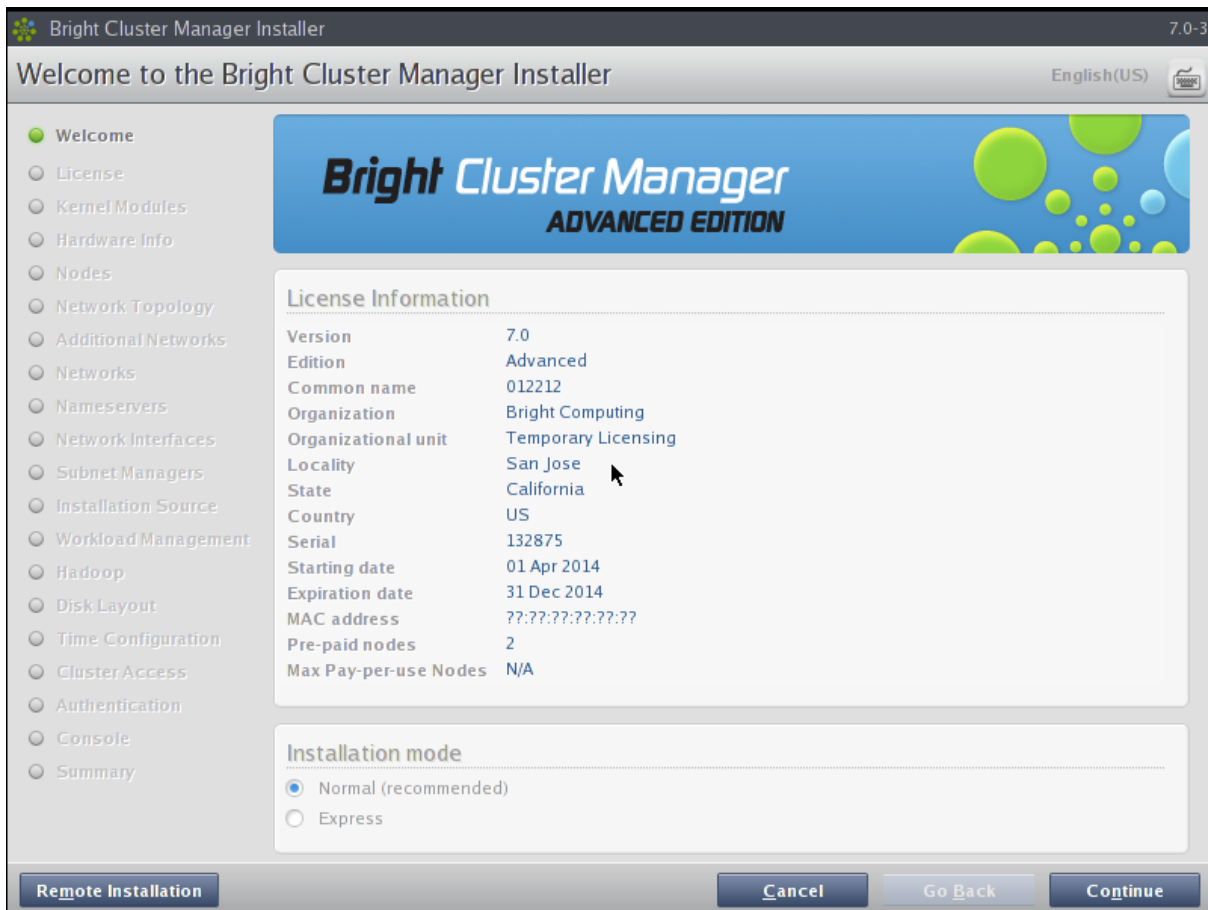 Bright Cluster Manager Installer
7.0-3
Welcome to the Bright Cluster Manager Installer
English(US)
Welcome
License
Kernel Modules
Hardware Info
Nodes
Network Topology
Additional Networks
Networks
Nameservers
Network Interfaces
Subnet Managers
Installation Source
Workload Management
Hadoop
Disk Layout
Time Configuration
Cluster Access
Authentication
Console
Summary
Bright Cluster Manager
ADVANCED EDITION
License Information
Version 7.0
Edition Advanced
Common name 012212
Organization Bright Computing
Organizational unit Temporary Licensing
Locality San Jose
State California
Country US
Serial 132875
Starting date 01 Apr 2014
Expiration date 31 Dec 2014
MAC address ??:??:??:??:??:??
Pre-paid nodes 2
Max Pay-per-use Nodes N/A
Installation mode
Normal (recommended)
Express
Remote Installation
Cancel
Go Back
Continue